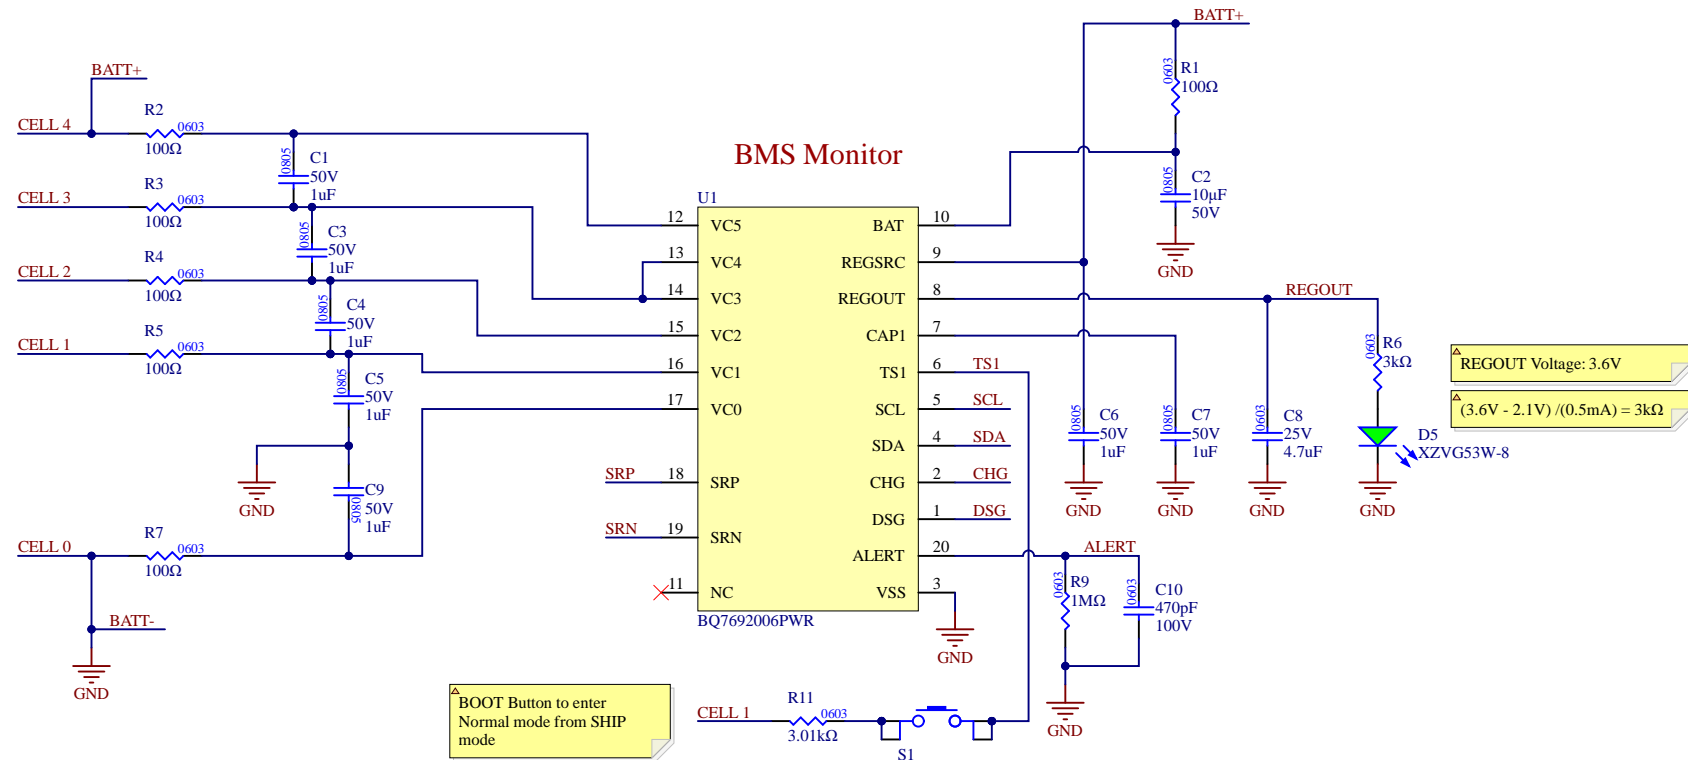 BATT+
BATT+
R1
0603
100Ω
CELL 4
R2
0603
100Ω
C1
0805
50V
1uF
BMS Monitor
C2
0805
10µF
50V
GND
CELL 3
R3
0603
100Ω
C3
0805
50V
1uF
CELL 2
R4
0603
100Ω
C4
0805
50V
1uF
CELL 1
R5
0603
100Ω
C5
0805
50V
1uF
GND
C9
0805
50V
1uF
CELL 0
R7
0603
100Ω
BATT-
GND
U1
12 VC5
13 VC4
14 VC3
15 VC2
16 VC1
17 VC0
SRP 18 SRP
SRN 19 SRN
11 NC
BAT 10
REGSRC 9
REGOUT 8 REGOUT
CAP1 7
TS1 6 TS1
SCL 5 SCL
SDA 4 SDA
CHG 2 CHG
DSG 1 DSG
ALERT 20 ALERT
VSS 3
BQ7692006PWR
GND
C6
0805
50V
1uF
GND
C7
0805
50V
1uF
GND
C8
0603
25V
4.7uF
GND
R6
0603
3kΩ
D5
XZVG53W-8
GND
REGOUT Voltage: 3.6V
(3.6V - 2.1V) /(0.5mA) = 3kΩ
R9
0603
1MΩ
C10
0603
470pF
100V
GND
BOOT Button to enter
Normal mode from SHIP
mode
CELL 1
R11
0603
3.01kΩ
S1